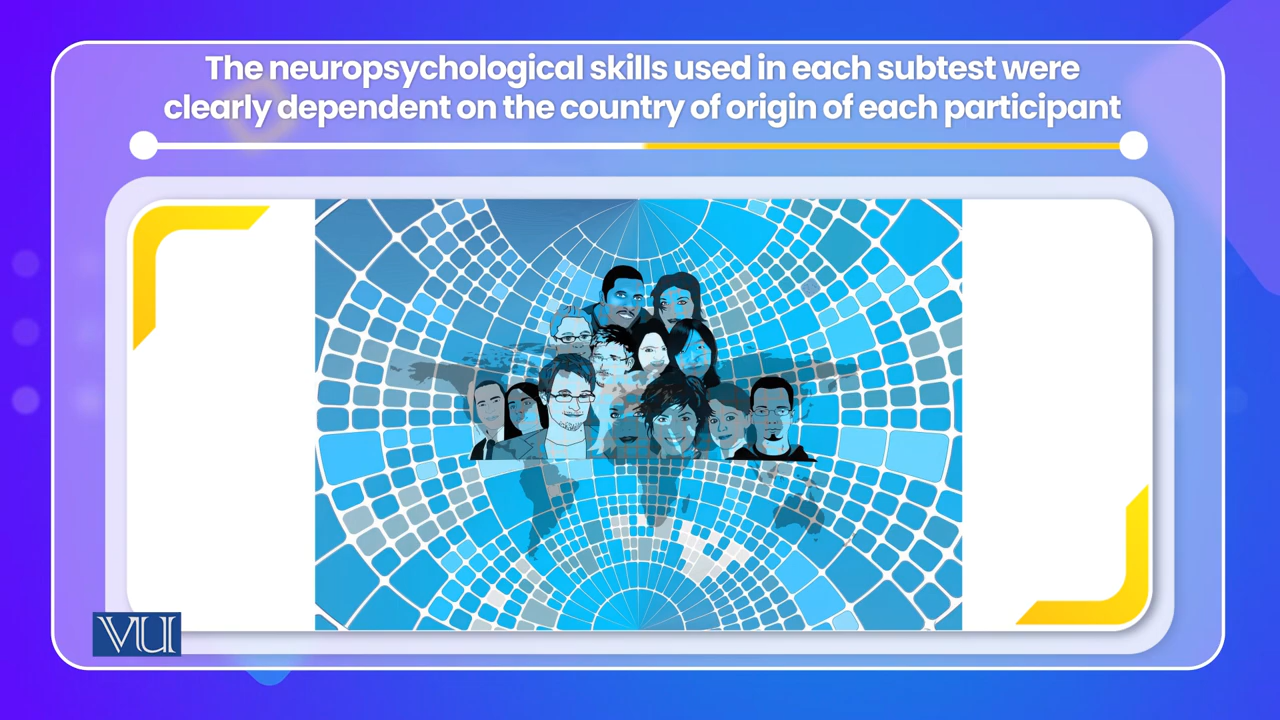 The neuropsychological skills used in each subtest were
clearly dependent on the country of origin of each participant
VU